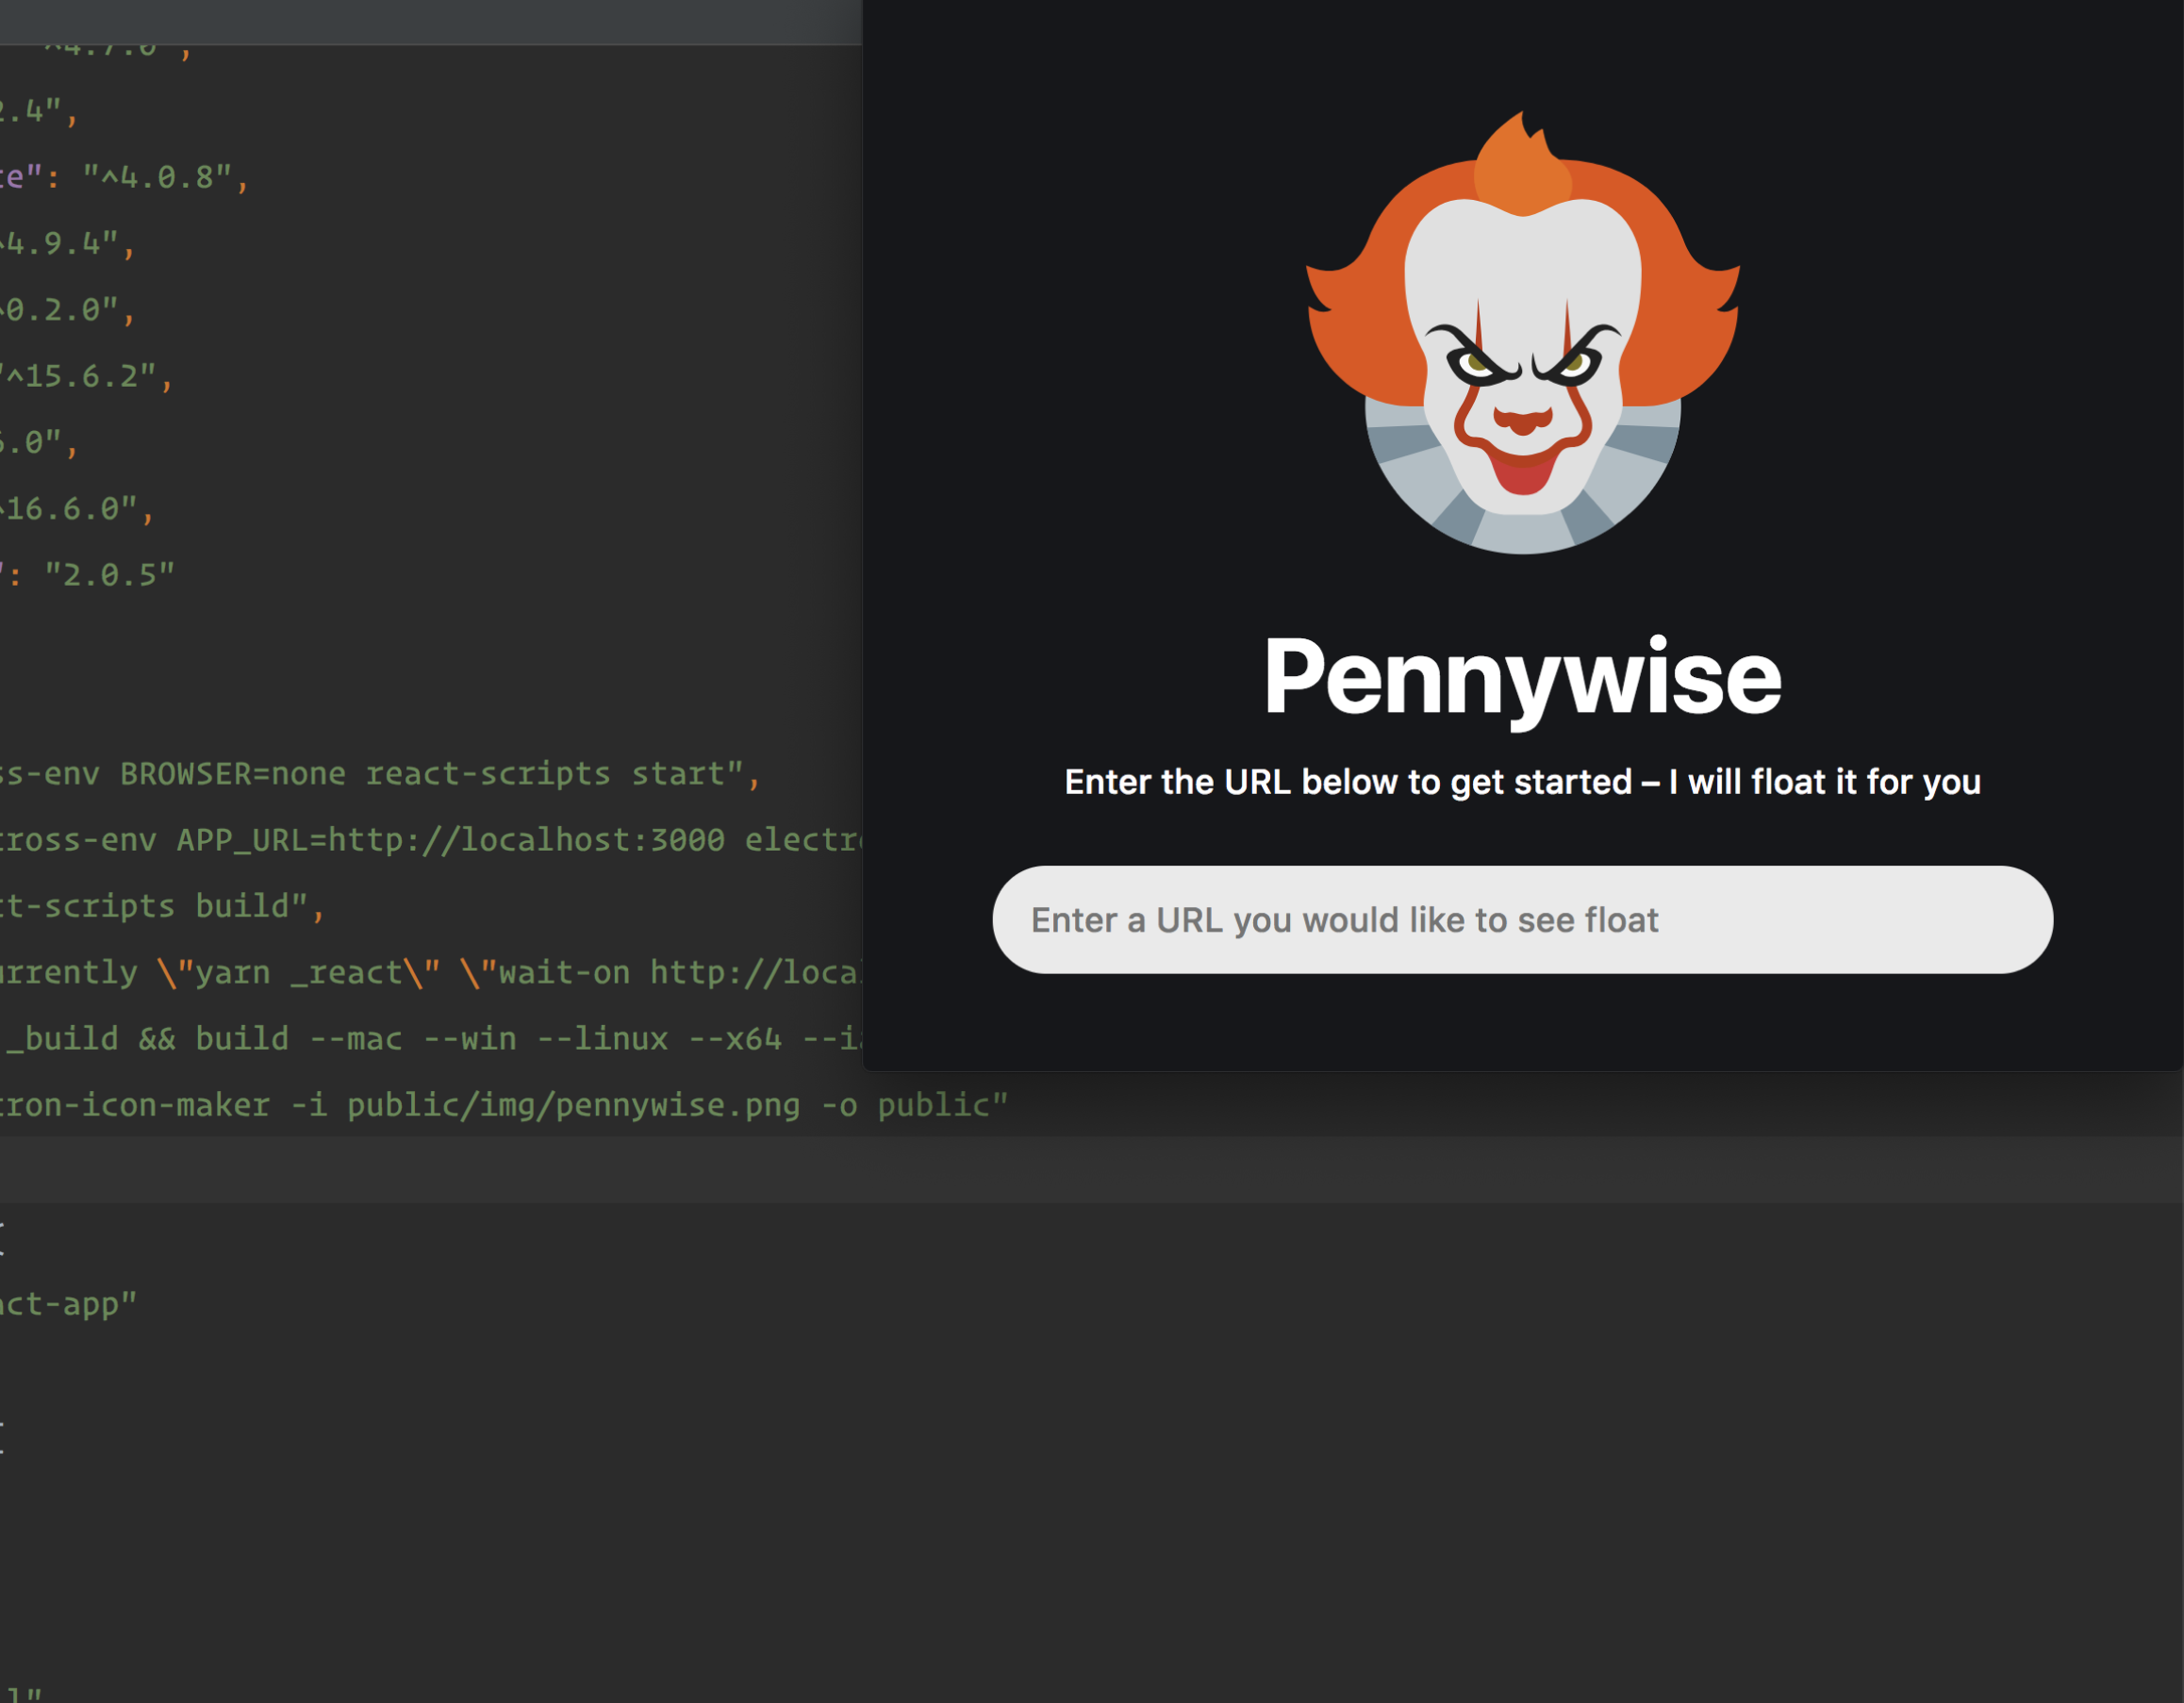 ^4.7.0",
2.4",
te": "^4.0.8",
^4.9.4",
^0.2.0",
"^15.6.2",
6.0",
^16.6.0",
": "2.0.5"
ss-env BROWSER=none react-scripts start",
cross-env APP_URL=http://localhost:3000 electro
ct-scripts build",
urrently \"yarn _react\" \"wait-on http://local
_build && build --mac --win --linux --x64 --ia
tron-icon-maker -i public/img/pennywise.png -o public"
{
act-app"
[
l"
Pennywise
Enter the URL below to get started – I will float it for you
Enter a URL you would like to see float